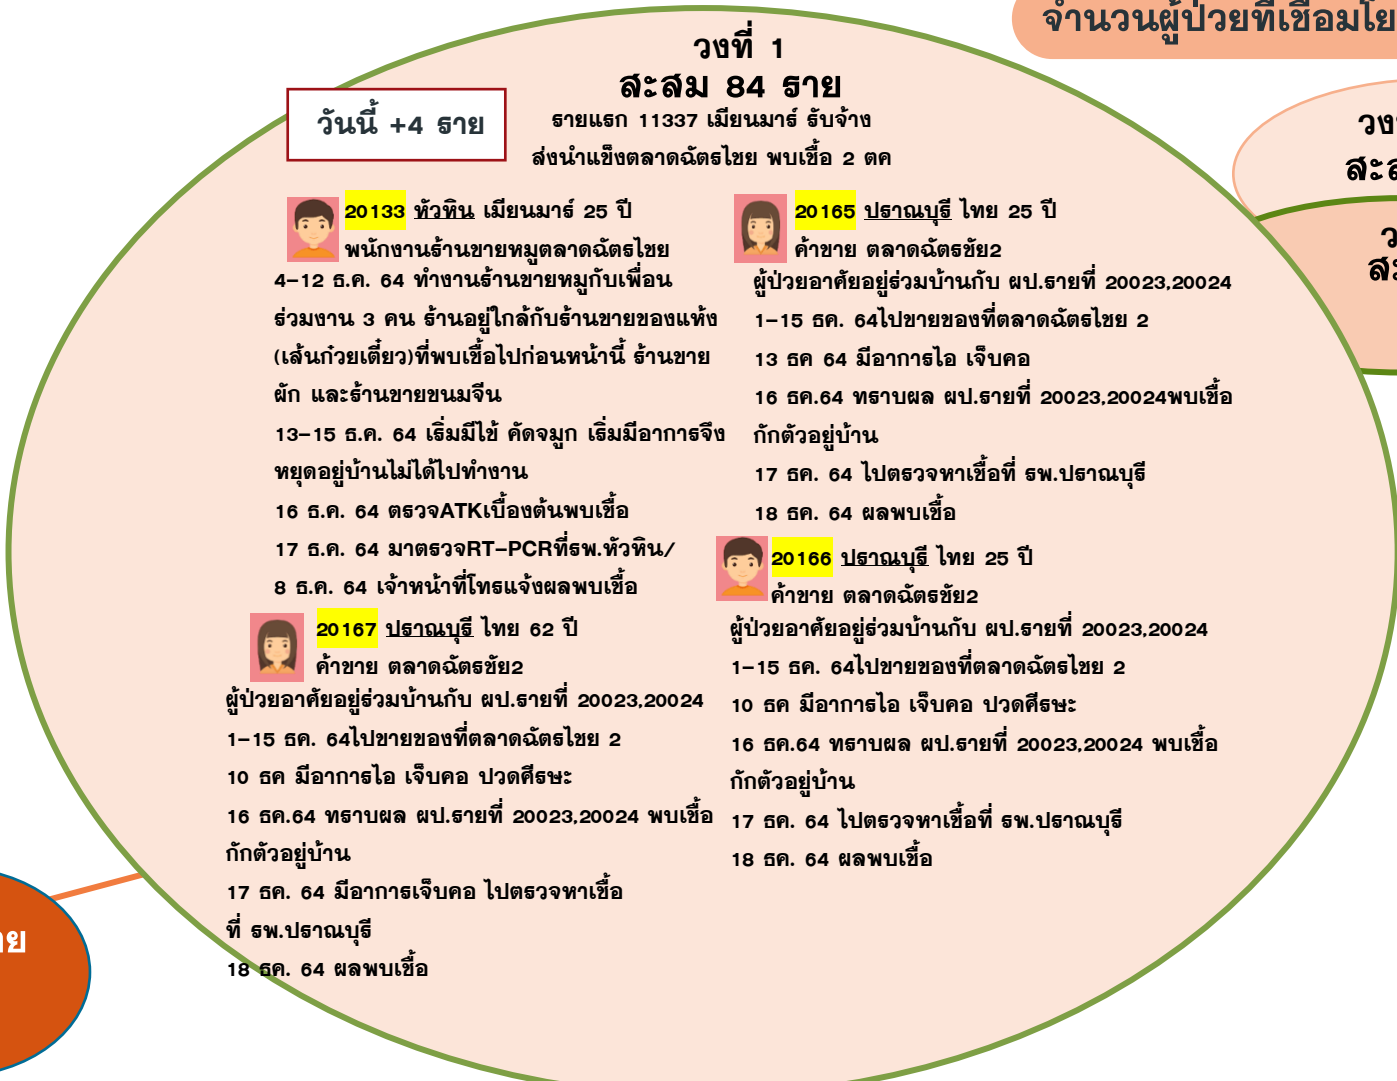 จำนวนผู้ป่วยที่เชื่อมโย
วงที่ 1
สะสม 84 ราย
วันนี้ +4 ราย
รายแรก 11337 เมียนมาร์ รับจ้าง
ส่งน้ำแข็งตลาดฉัตรไชย พบเชื้อ 2 ตค
20133 หัวหิน เมียนมาร์ 25 ปี
พนักงานร้านขายหมูตลาดฉัตรไชย
4-12 ธ.ค. 64 ทำงานร้านขายหมูกับเพื่อน
ร่วมงาน 3 คน ร้านอยู่ใกล้กับร้านขายของแห้ง
(เส้นก๋วยเตี๋ยว)ที่พบเชื้อไปก่อนหน้านี้ ร้านขาย
ผัก และร้านขายขนมจีน
13-15 ธ.ค. 64 เริ่มมีไข้ คัดจมูก เริ่มมีอาการจึง
หยุดอยู่บ้านไม่ได้ไปทำงาน
16 ธ.ค. 64 ตรวจATKเบื้องต้นพบเชื้อ
17 ธ.ค. 64 มาตรวจRT-PCRที่รพ.หัวหิน/
8 ธ.ค. 64 เจ้าหน้าที่โทรแจ้งผลพบเชื้อ
20167 ปราณบุรี ไทย 62 ปี
ค้าขาย ตลาดฉัตรชัย2
ผู้ป่วยอาศัยอยู่ร่วมบ้านกับ ผป.รายที่ 20023,20024
1-15 ธค. 64ไปขายของที่ตลาดฉัตรไชย 2
10 ธค มีอาการไอ เจ็บคอ ปวดศีรษะ
16 ธค.64 ทราบผล ผป.รายที่ 20023,20024 พบเชื้อ
กักตัวอยู่บ้าน
17 ธค. 64 มีอาการเจ็บคอ ไปตรวจหาเชื้อ
ที่ รพ.ปราณบุรี
18 ธค. 64 ผลพบเชื้อ
20165 ปราณบุรี ไทย 25 ปี
ค้าขาย ตลาดฉัตรชัย2
ผู้ป่วยอาศัยอยู่ร่วมบ้านกับ ผป.รายที่ 20023,20024
1-15 ธค. 64ไปขายของที่ตลาดฉัตรไชย 2
13 ธค 64 มีอาการไอ เจ็บคอ
16 ธค.64 ทราบผล ผป.รายที่ 20023,20024พบเชื้อ
กักตัวอยู่บ้าน
17 ธค. 64 ไปตรวจหาเชื้อที่ รพ.ปราณบุรี
18 ธค. 64 ผลพบเชื้อ
20166 ปราณบุรี ไทย 25 ปี
ค้าขาย ตลาดฉัตรชัย2
ผู้ป่วยอาศัยอยู่ร่วมบ้านกับ ผป.รายที่ 20023,20024
1-15 ธค. 64ไปขายของที่ตลาดฉัตรไชย 2
10 ธค มีอาการไอ เจ็บคอ ปวดศีรษะ
16 ธค.64 ทราบผล ผป.รายที่ 20023,20024 พบเชื้อ
กักตัวอยู่บ้าน
17 ธค. 64 ไปตรวจหาเชื้อที่ รพ.ปราณบุรี
18 ธค. 64 ผลพบเชื้อ